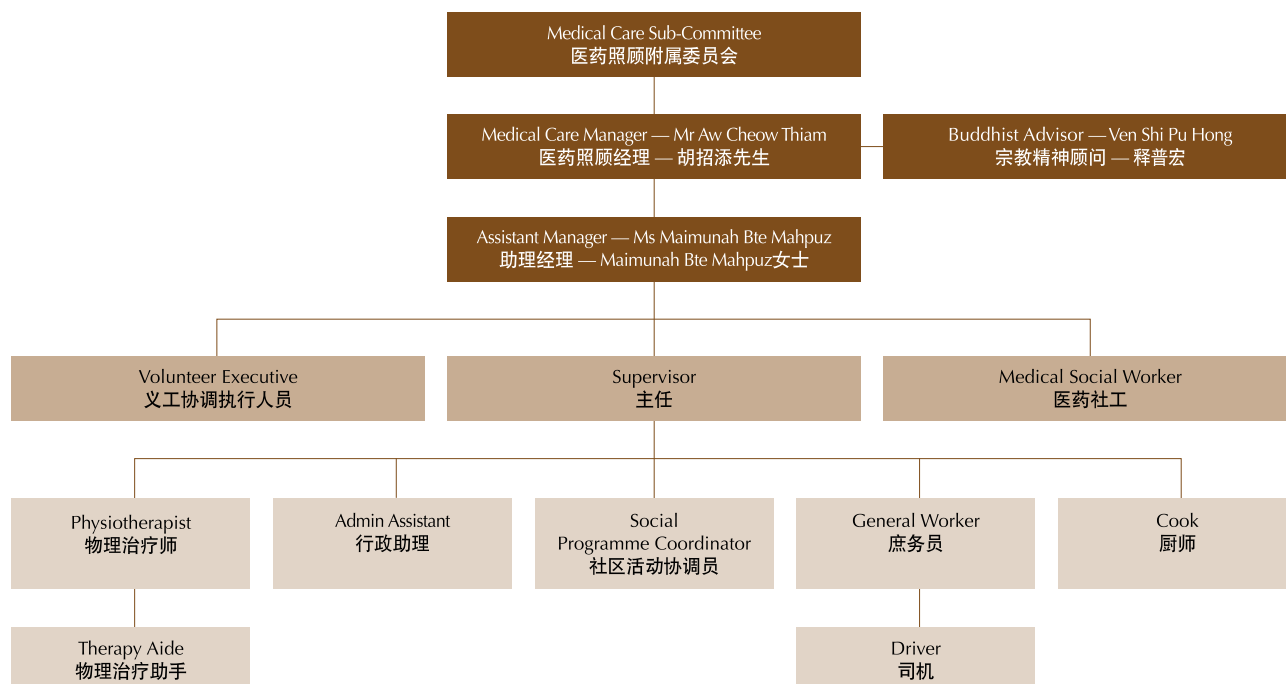 Medical Care Sub-Committee
医药照顾附属委员会
Medical Care Manager — Mr Aw Cheow Thiam
医药照顾经理 — 胡招添先生
Buddhist Advisor — Ven Shi Pu Hong
宗教精神顾问 — 释普宏
Assistant Manager — Ms Maimunah Bte Mahpuz
助理经理 — Maimunah Bte Mahpuz女士
Volunteer Executive
义工协调执行人员
Supervisor
主任
Medical Social Worker
医药社工
Physiotherapist
物理治疗师
Admin Assistant
行政助理
Social
Programme Coordinator
社区活动协调员
General Worker
庶务员
Cook
厨师
Therapy Aide
物理治疗助手
Driver
司机